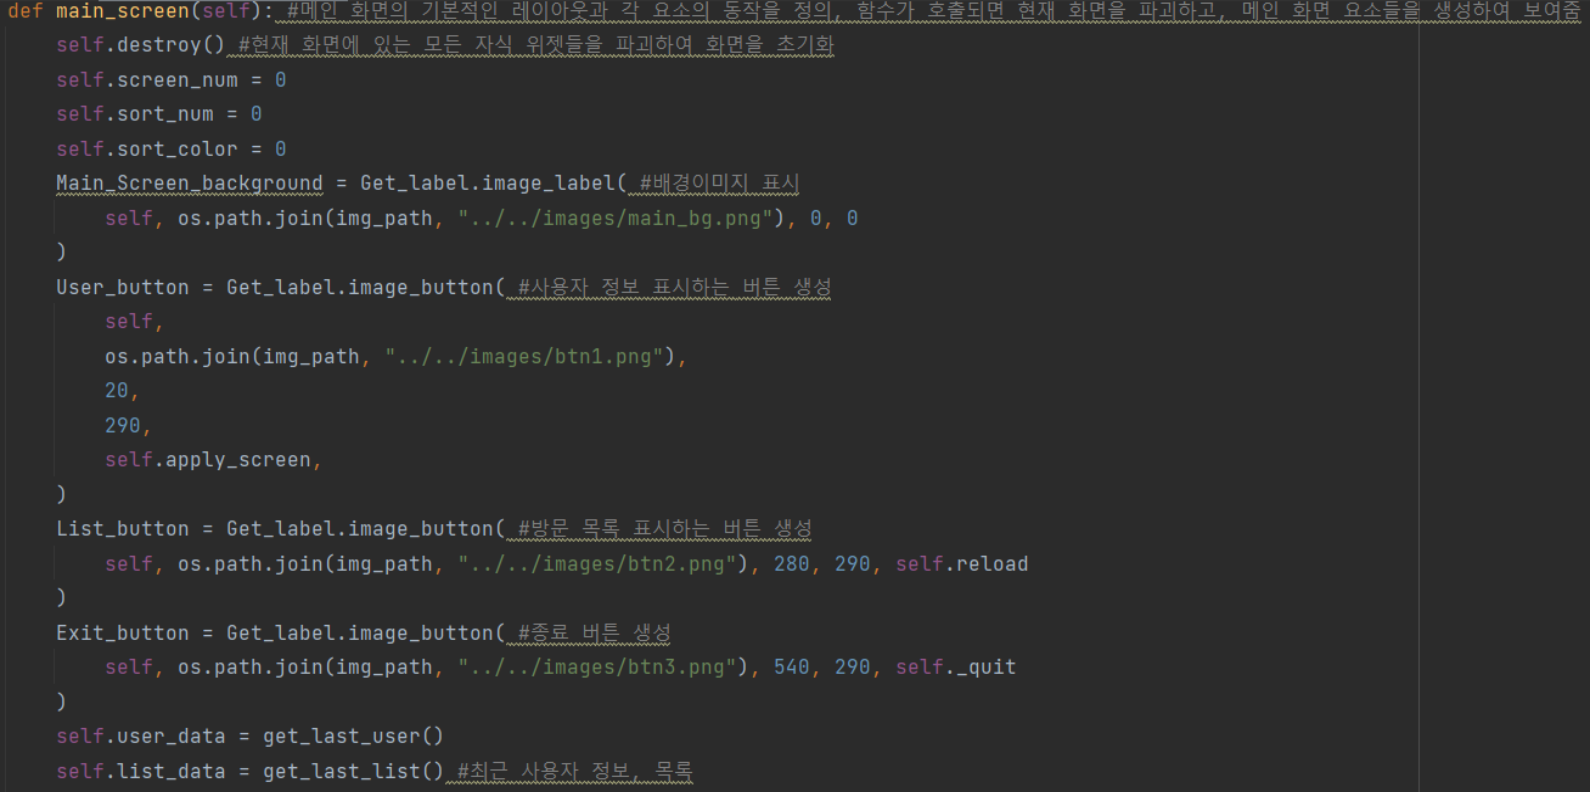 def main_screen(self): #메인 화면의 기본적인 레이아웃과 각 요소의 동작을 정의, 함수가 호출되면 현재 화면을 파괴하고, 메인 화면 요소들을 생성하여 보여줌
    self.destroy() #현재 화면에 있는 모든 자식 위젯들을 파괴하여 화면을 초기화
    self.screen_num = 0
    self.sort_num = 0
    self.sort_color = 0
    Main_Screen_background = Get_label.image_label( #배경이미지 표시
        self, os.path.join(img_path, "../../images/main_bg.png"), 0, 0
    )
    User_button = Get_label.image_button( #사용자 정보 표시하는 버튼 생성
        self,
        os.path.join(img_path, "../../images/btn1.png"),
        20,
        290,
        self.apply_screen,
    )
    List_button = Get_label.image_button( #방문 목록 표시하는 버튼 생성
        self, os.path.join(img_path, "../../images/btn2.png"), 280, 290, self.reload
    )
    Exit_button = Get_label.image_button( #종료 버튼 생성
        self, os.path.join(img_path, "../../images/btn3.png"), 540, 290, self._quit
    )
    self.user_data = get_last_user()
    self.list_data = get_last_list() #최근 사용자 정보, 목록